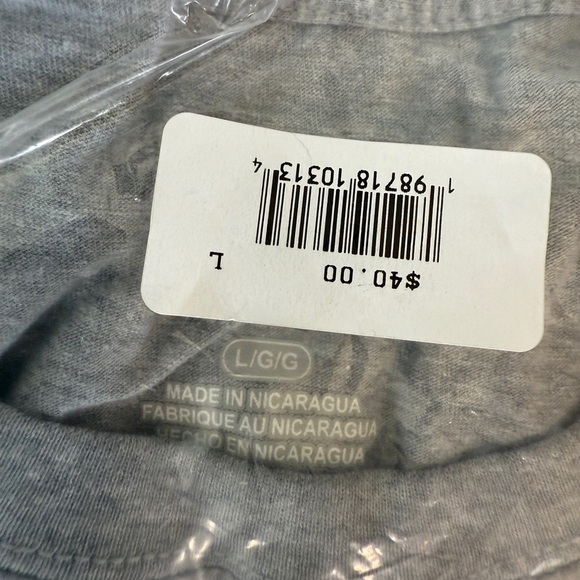 $40.00 L
1 98718 10313 4
L/G/G
MADE IN NICARAGUA
FABRIQUE AU NICARAGUA
HECHO EN NICARAGUA